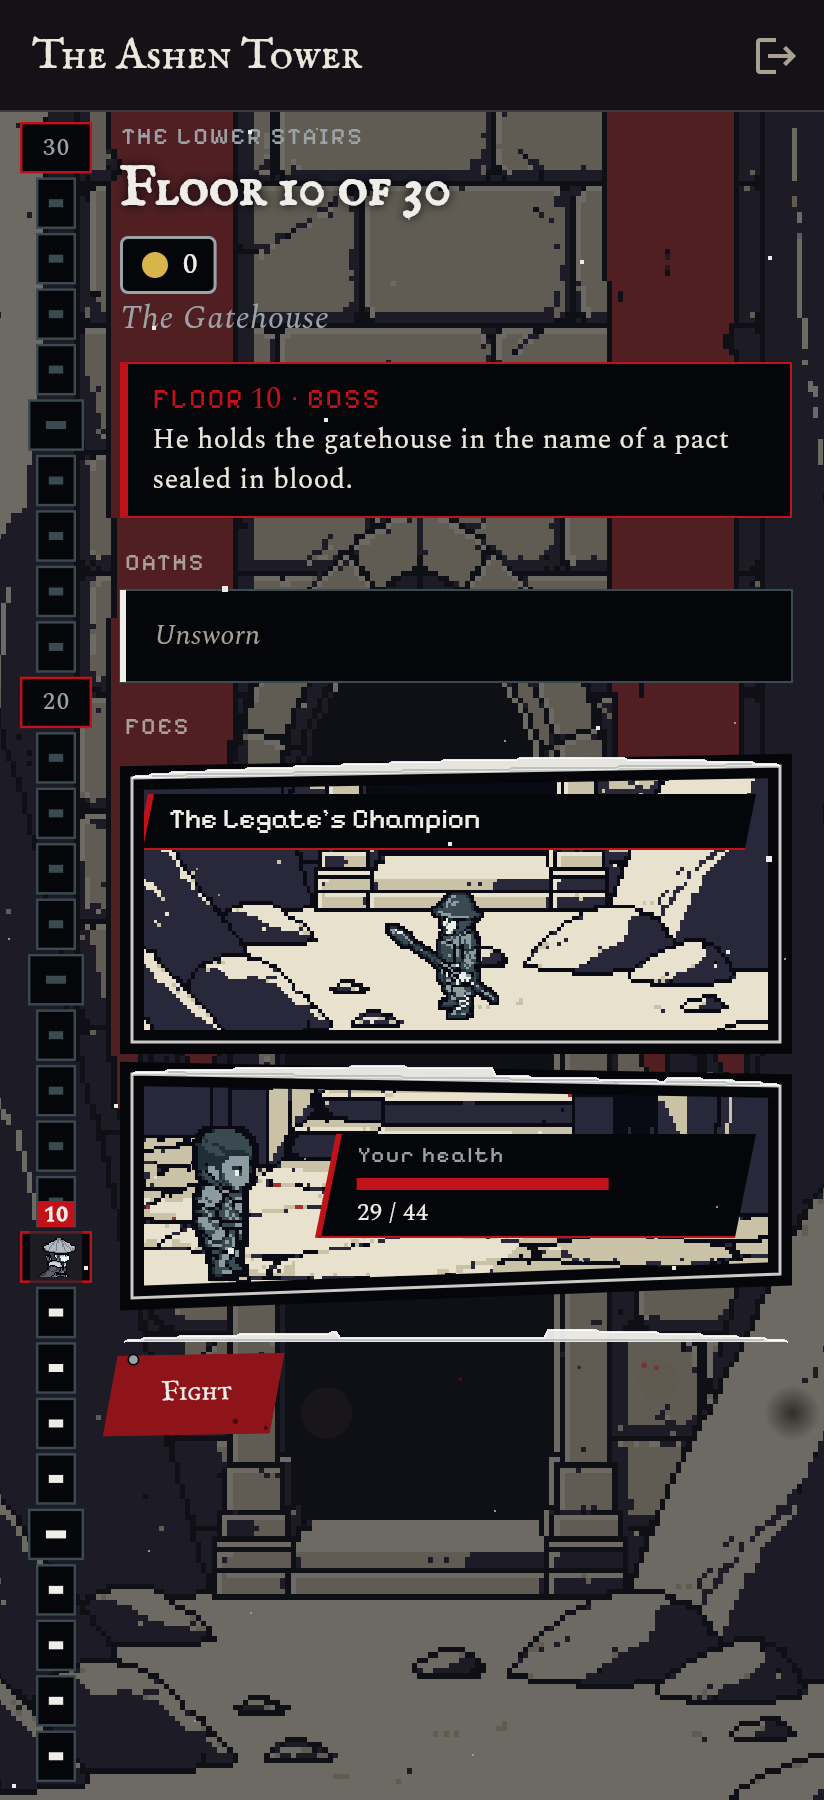 The Ashen Tower
30
THE LOWER STAIRS
Floor 10 of 30
0
The Gatehouse
FLOOR 10 · BOSS
He holds the gatehouse in the name of a pact
sealed in blood.
OATHS
Unsworn
20
FOES
The Legate's Champion
Your health
29 / 44
10
Fight